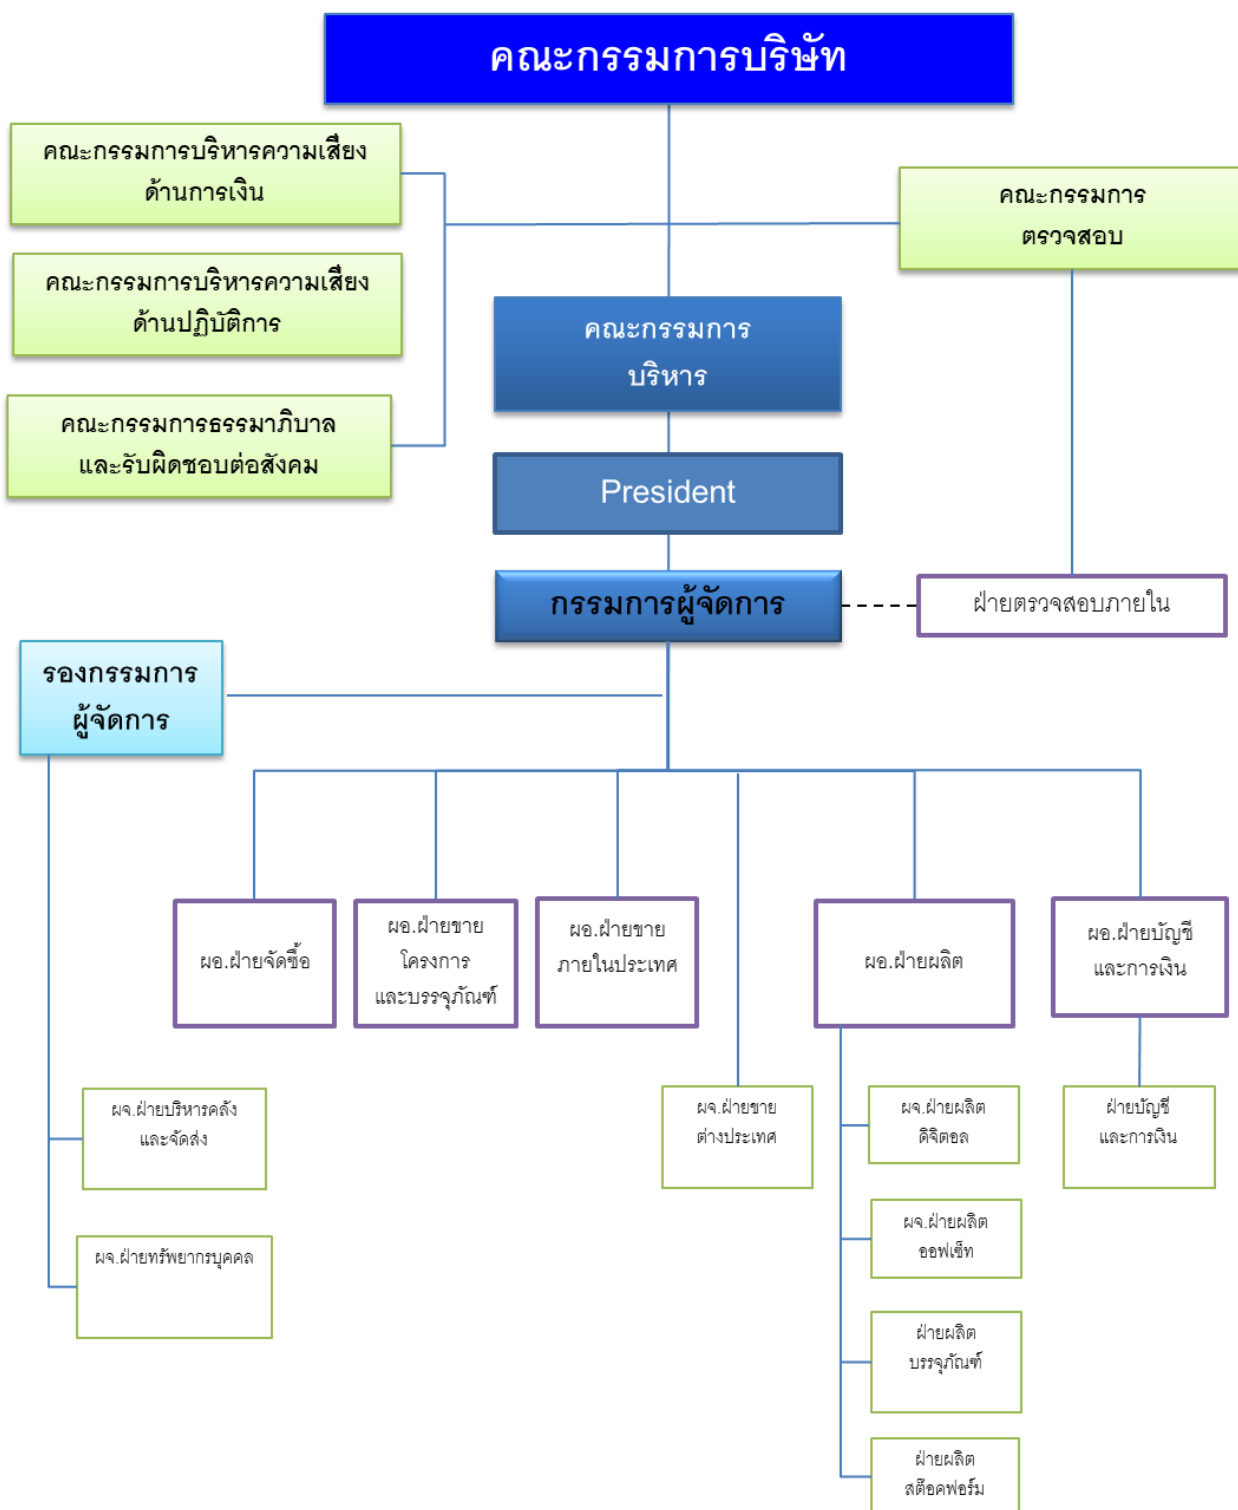 คณะกรรมการบริษัท
คณะกรรมการบริหารความเสี่ยง
ด้านการเงิน
คณะกรรมการ
ตรวจสอบ
คณะกรรมการบริหารความเสี่ยง
ด้านปฏิบัติการ
คณะกรรมการ
บริหาร
คณะกรรมการธรรมาภิบาล
และรับผิดชอบต่อสังคม
President
กรรมการผู้จัดการ
ฝ่ายตรวจสอบภายใน
รองกรรมการ
ผู้จัดการ
ผอ.ฝ่ายจัดซื้อ
ผอ.ฝ่ายขาย
โครงการ
และบรรจุภัณฑ์
ผอ.ฝ่ายขาย
ภายในประเทศ
ผอ.ฝ่ายผลิต
ผอ.ฝ่ายบัญชี
และการเงิน
ผจ.ฝ่ายบริหารคลัง
และจัดส่ง
ผจ.ฝ่ายขาย
ต่างประเทศ
ผจ.ฝ่ายผลิต
ดิจิตอล
ฝ่ายบัญชี
และการเงิน
ผจ.ฝ่ายทรัพยากรบุคคล
ผจ.ฝ่ายผลิต
ออฟเซ็ท
ฝ่ายผลิต
บรรจุภัณฑ์
ฝ่ายผลิต
สต๊อคฟอร์ม